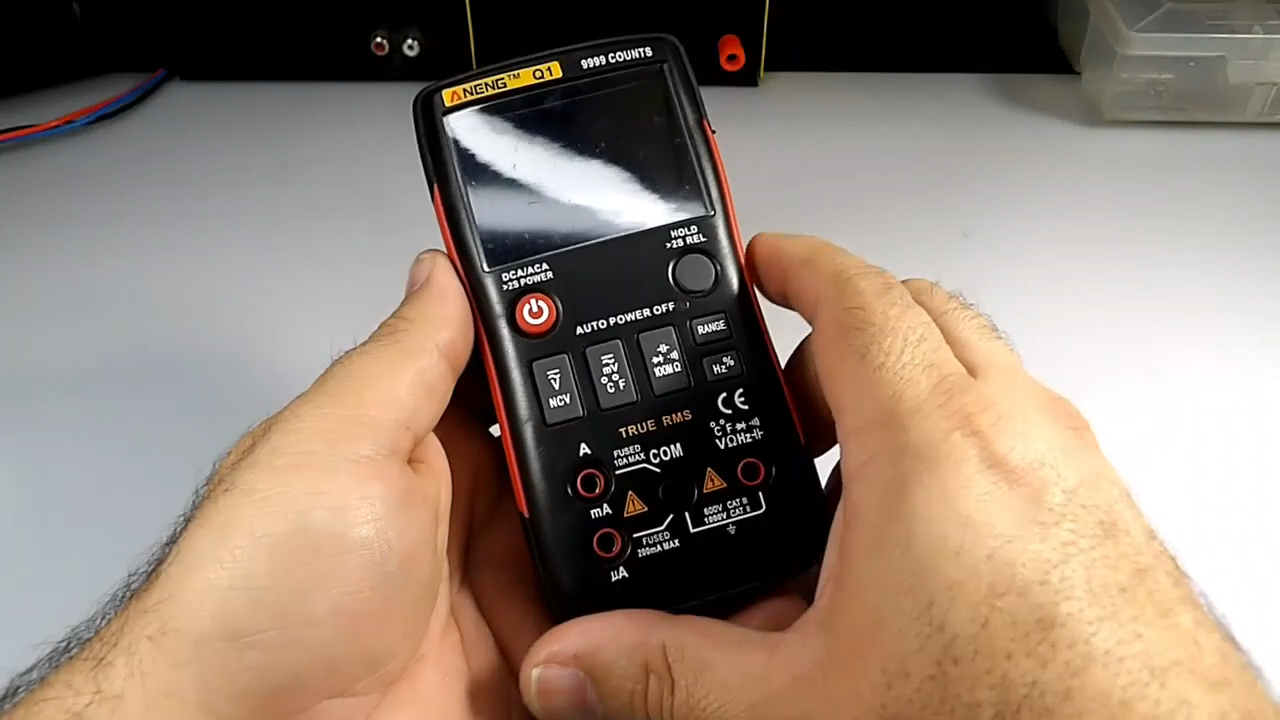 ANENG™ Q1
9999 COUNTS
HOLD
>2S REL
DCA/ACA
>2S POWER
AUTO POWER OFF
RANGE
V
NCV
mV
°C °F
100MΩ
Hz%
TRUE RMS
CE
A
FUSED
10A MAX
COM
°C °F
VΩHz
mA
600V CAT III
1000V CAT II
FUSED
200mA MAX
µA